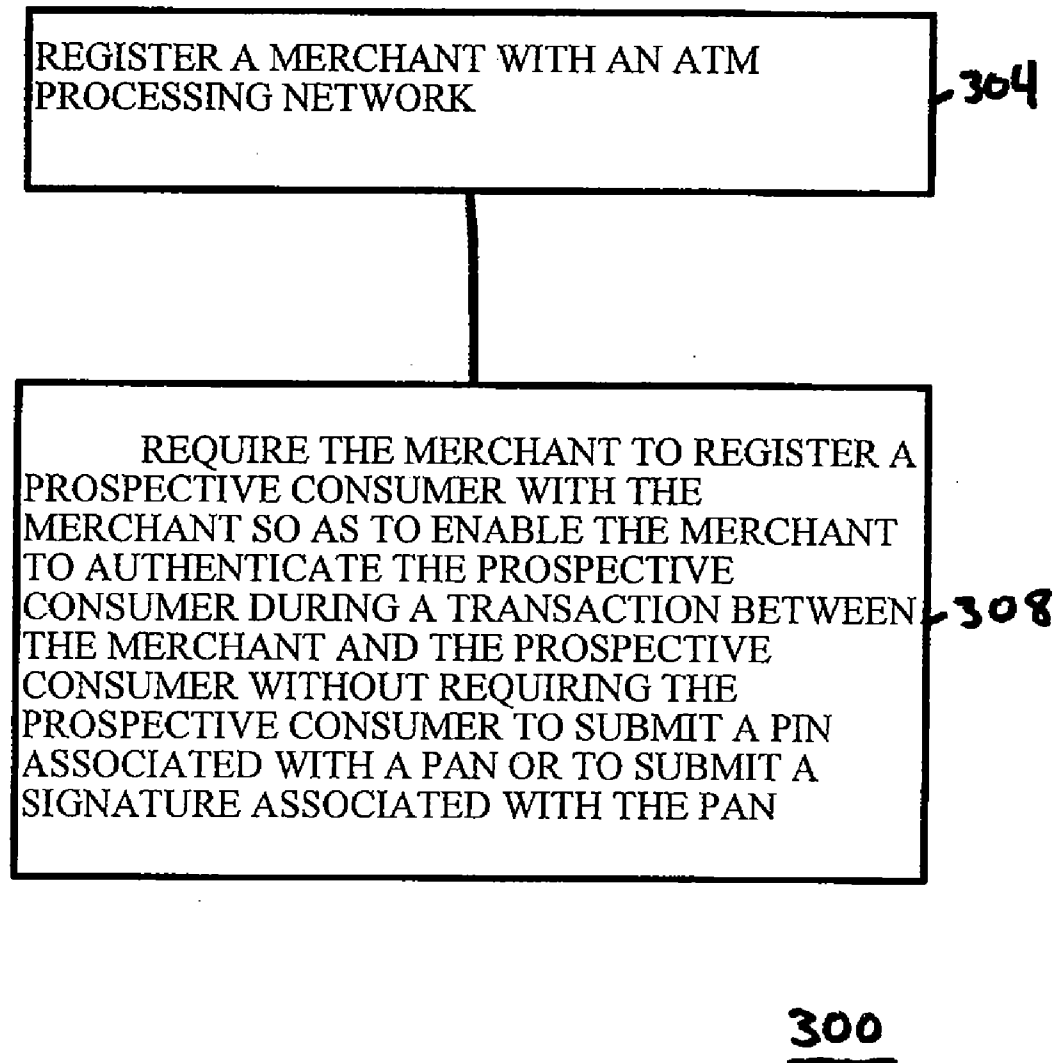 REGISTER A MERCHANT WITH AN ATM
PROCESSING NETWORK
304
REQUIRE THE MERCHANT TO REGISTER A
PROSPECTIVE CONSUMER WITH THE
MERCHANT SO AS TO ENABLE THE MERCHANT
TO AUTHENTICATE THE PROSPECTIVE
CONSUMER DURING A TRANSACTION BETWEEN
308
THE MERCHANT AND THE PROSPECTIVE
CONSUMER WITHOUT REQUIRING THE
PROSPECTIVE CONSUMER TO SUBMIT A PIN
ASSOCIATED WITH A PAN OR TO SUBMIT A
SIGNATURE ASSOCIATED WITH THE PAN
300